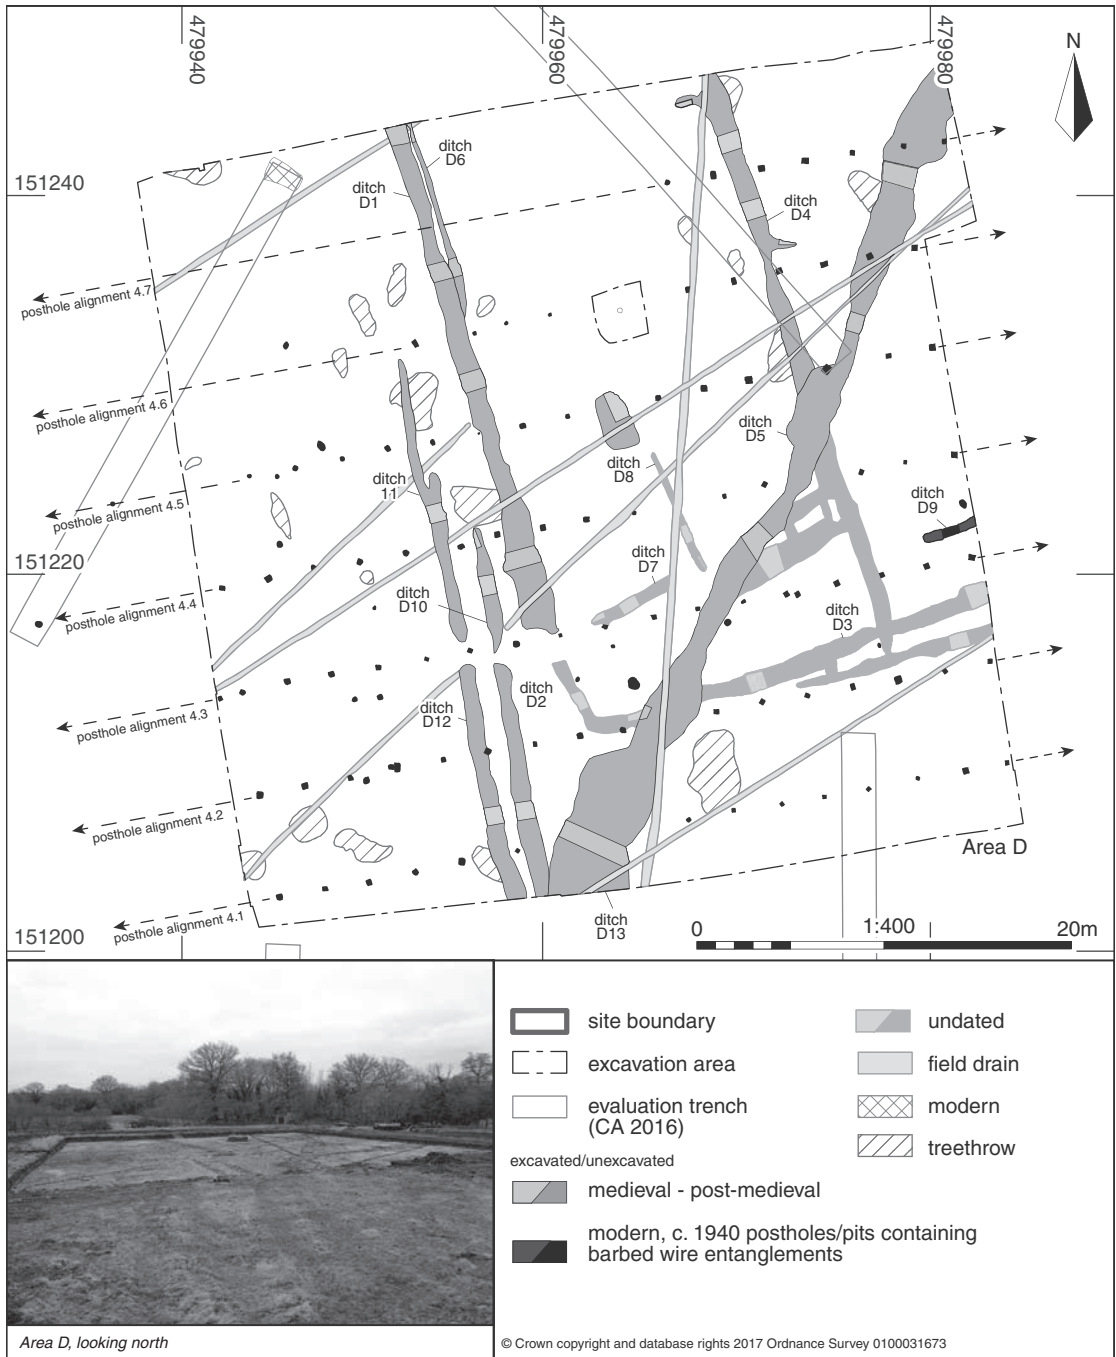 479940
479960
479980
N
151240
ditch
D6
ditch
D1
ditch
D4
posthole alignment 4.7
posthole alignment 4.6
ditch
D5
ditch
D8
ditch
11
ditch
D9
posthole alignment 4.5
151220
ditch
D7
ditch
D10
posthole alignment 4.4
ditch
D3
ditch
D2
ditch
D12
posthole alignment 4.3
posthole alignment 4.2
Area D
posthole alignment 4.1
ditch
D13
151200
0 1:400 20m
site boundary
excavation area
evaluation trench
(CA 2016)
excavated/unexcavated
medieval - post-medieval
modern, c. 1940 postholes/pits containing
barbed wire entanglements
undated
field drain
modern
treethrow
Area D, looking north
© Crown copyright and database rights 2017 Ordnance Survey 0100031673